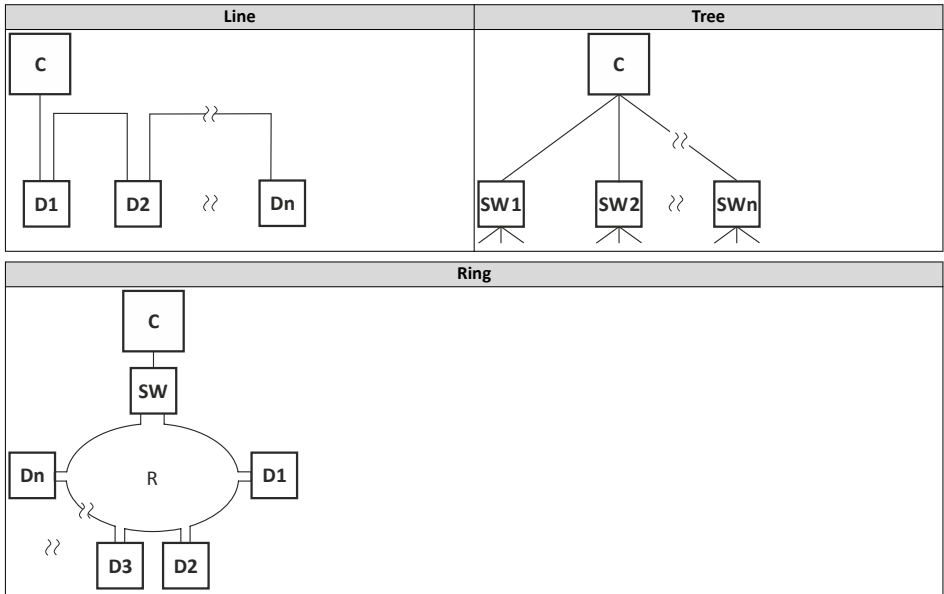 Line
Tree
C
D1 D2 Dn
C
SW1 SW2 SWn
Ring
C
SW
Dn R D1
D3 D2